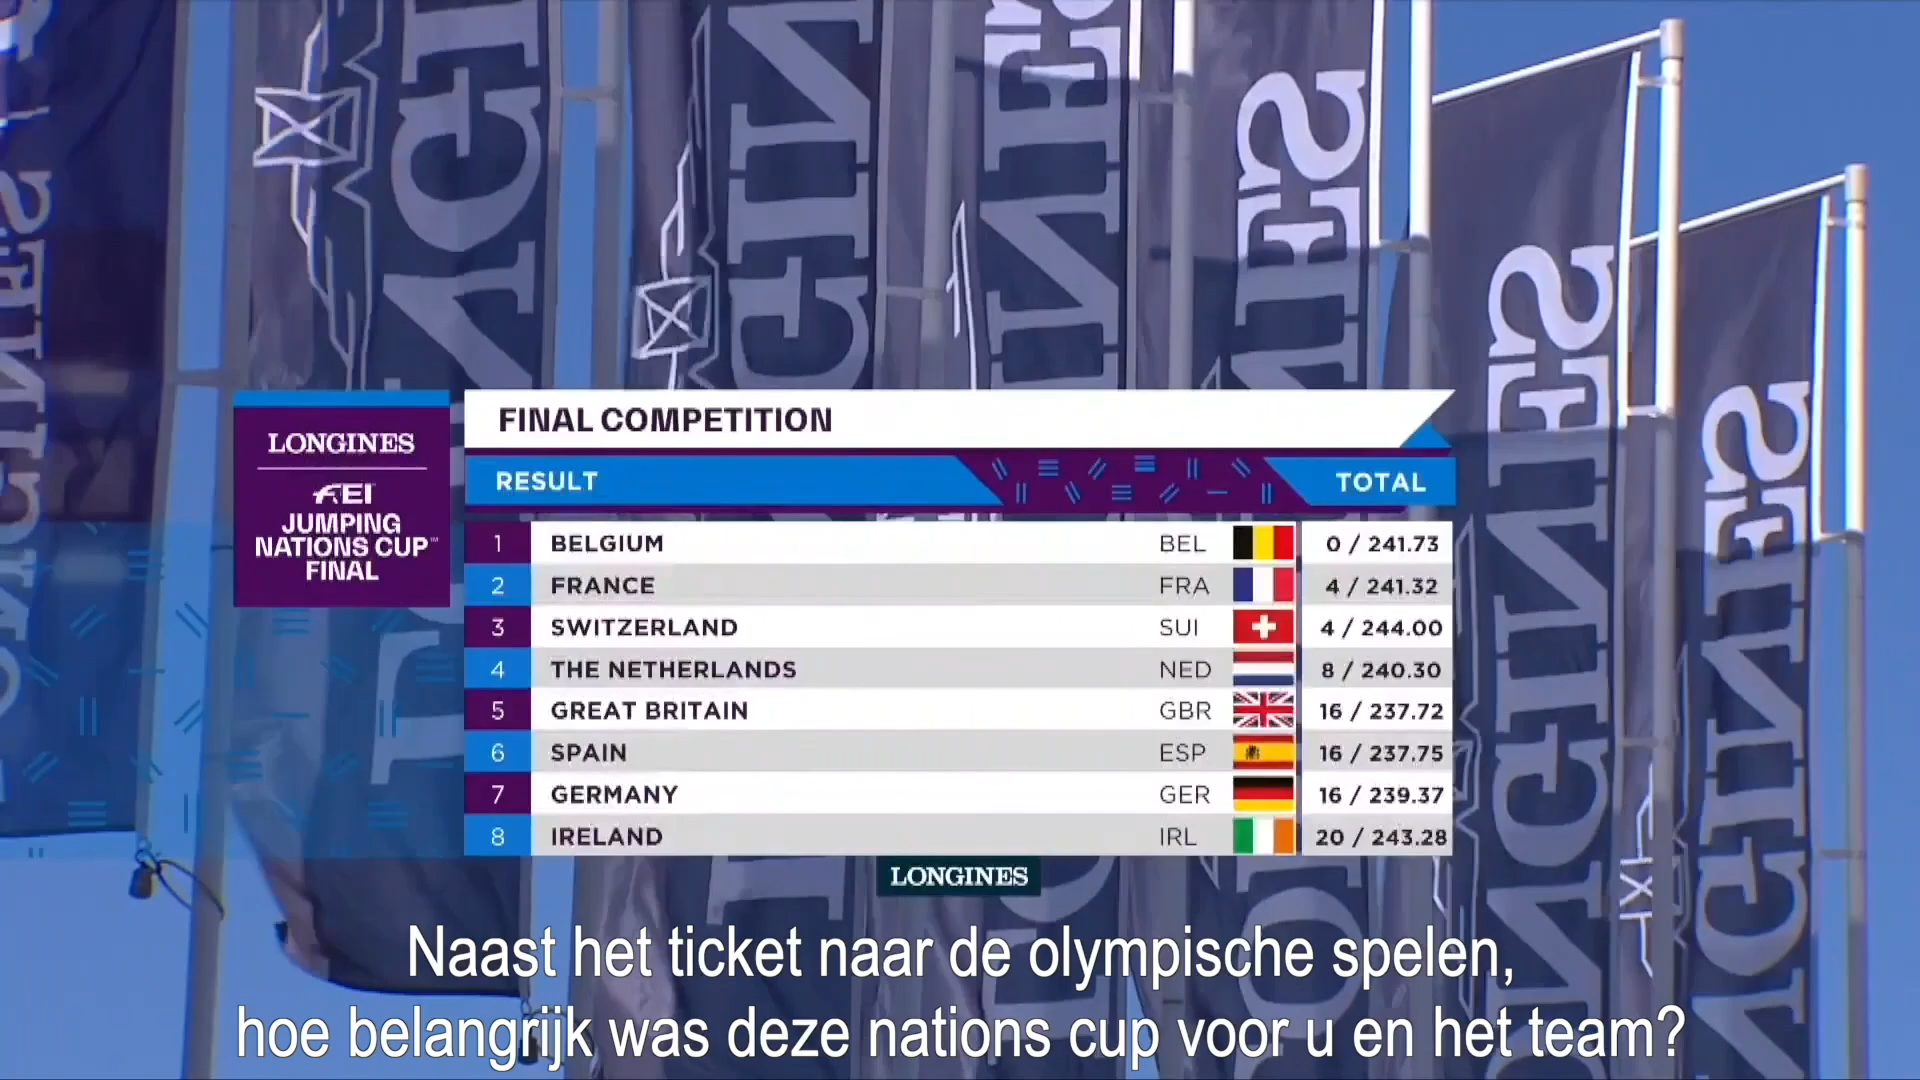 LONGINES
FEI
JUMPING
NATIONS CUP™
FINAL
FINAL COMPETITION
RESULT TOTAL
1 BELGIUM BEL 0 / 241.73
2 FRANCE FRA 4 / 241.32
3 SWITZERLAND SUI 4 / 244.00
4 THE NETHERLANDS NED 8 / 240.30
5 GREAT BRITAIN GBR 16 / 237.72
6 SPAIN ESP 16 / 237.75
7 GERMANY GER 16 / 239.37
8 IRELAND IRL 20 / 243.28
LONGINES
Naast het ticket naar de olympische spelen,
hoe belangrijk was deze nations cup voor u en het team?